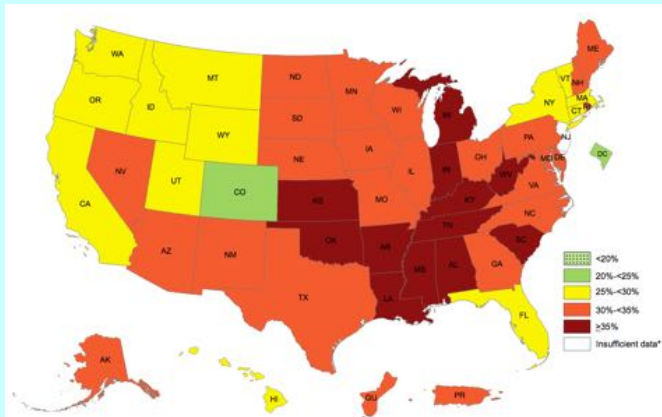 WA
MT
ND
MN
ME
OR
ID
WY
SD
WI
MI
VT
NH
NY
MA
CT
RI
NV
UT
CO
NE
IA
IL
IN
OH
PA
NJ
MD
DE
DC
CA
KS
MO
KY
WV
VA
AZ
NM
OK
AR
TN
NC
SC
TX
LA
MS
AL
GA
FL
AK
HI
GU
PR
<20%
20%-<25%
25%-<30%
30%-<35%
≥35%
Insufficient data*